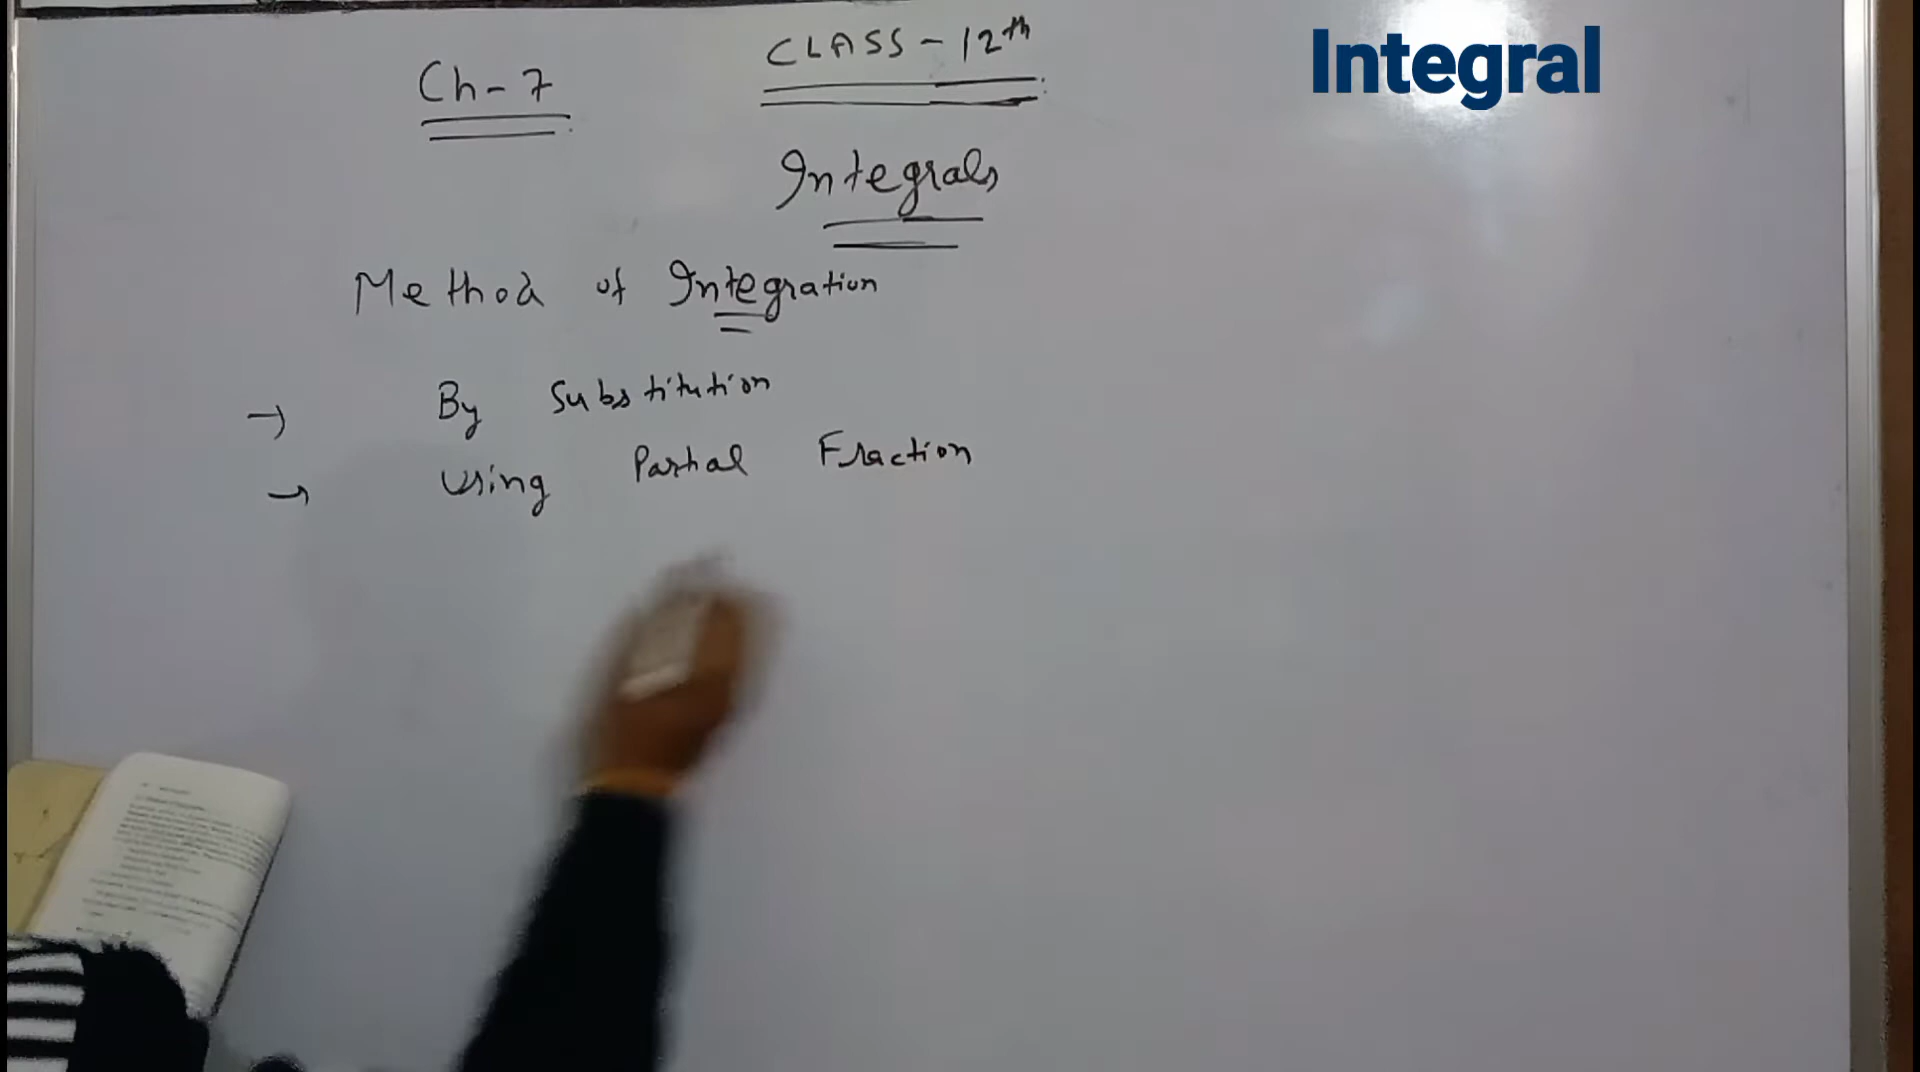 Ch-7
CLASS-12th
Integral
Integrals
Method of Integration
→ By Substitution
→ Using Partial Fraction